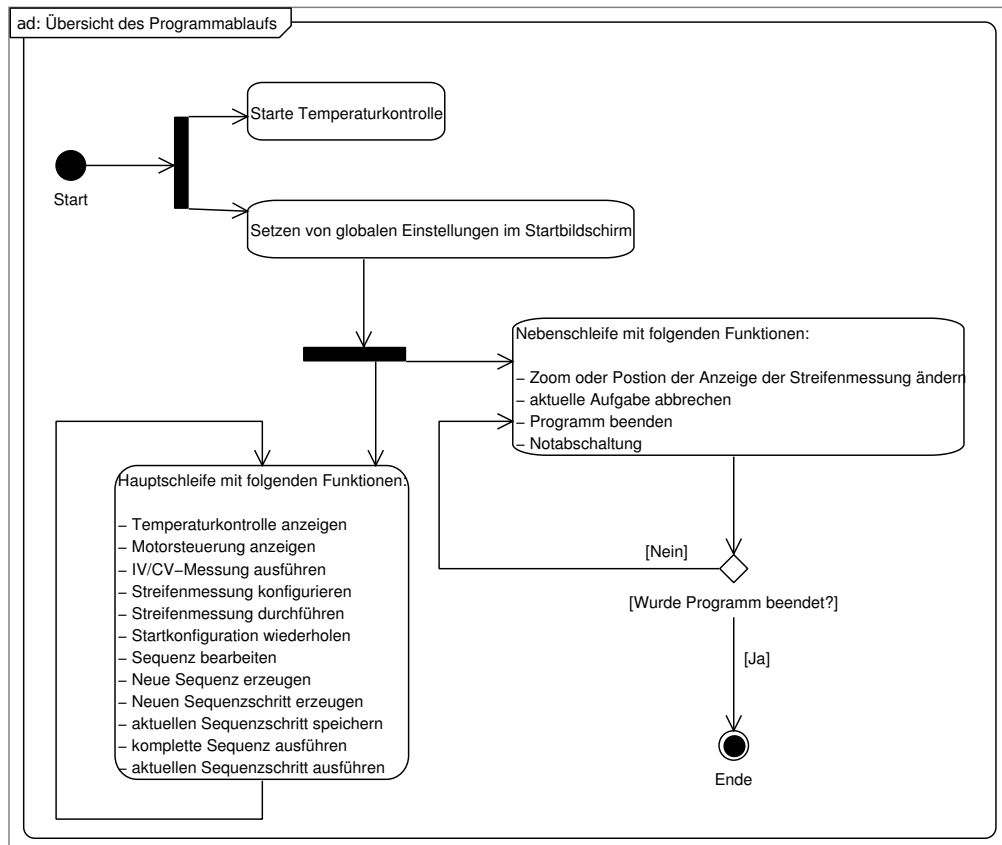 ad: Übersicht des Programmablaufs
Starte Temperaturkontrolle
Start
Setzen von globalen Einstellungen im Startbildschirm
Nebenschleife mit folgenden Funktionen:
– Zoom oder Postion der Anzeige der Streifenmessung ändern
– aktuelle Aufgabe abbrechen
– Programm beenden
– Notabschaltung
Hauptschleife mit folgenden Funktionen:
– Temperaturkontrolle anzeigen
– Motorsteuerung anzeigen
– IV/CV–Messung ausführen
– Streifenmessung konfigurieren
– Streifenmessung durchführen
– Startkonfiguration wiederholen
– Sequenz bearbeiten
– Neue Sequenz erzeugen
– Neuen Sequenzschritt erzeugen
– aktuellen Sequenzschritt speichern
– komplette Sequenz ausführen
– aktuellen Sequenzschritt ausführen
[Nein]
[Wurde Programm beendet?]
[Ja]
Ende